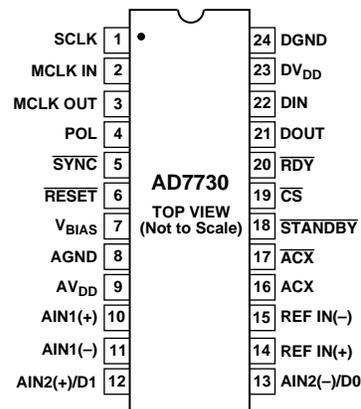 SCLK 1 24 DGND
MCLK IN 2 23 DVDD
MCLK OUT 3 22 DIN
POL 4 21 DOUT
SYNC 5 20 RDY
RESET 6 19 CS
VBIAS 7 18 STANDBY
AGND 8 17 ACX
AVDD 9 16 ACX
AIN1(+) 10 15 REF IN(–)
AIN1(–) 11 14 REF IN(+)
AIN2(+)/D1 12 13 AIN2(–)/D0
AD7730
TOP VIEW
(Not to Scale)